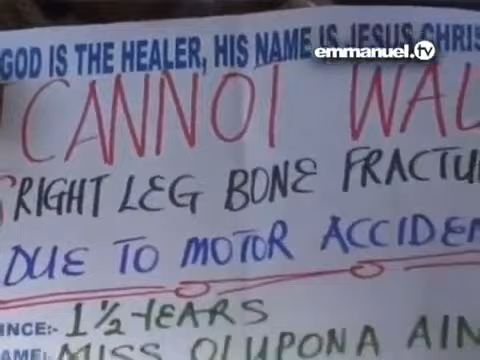 emmanuel.tv
GOD IS THE HEALER, HIS NAME IS JESUS CHRIS
CANNOT WAL
RIGHT LEG BONE FRACTU
DUE TO MOTOR ACCIDEN
INCE:- 1½ YEARS
AME:- MISS OLUPONA AIN